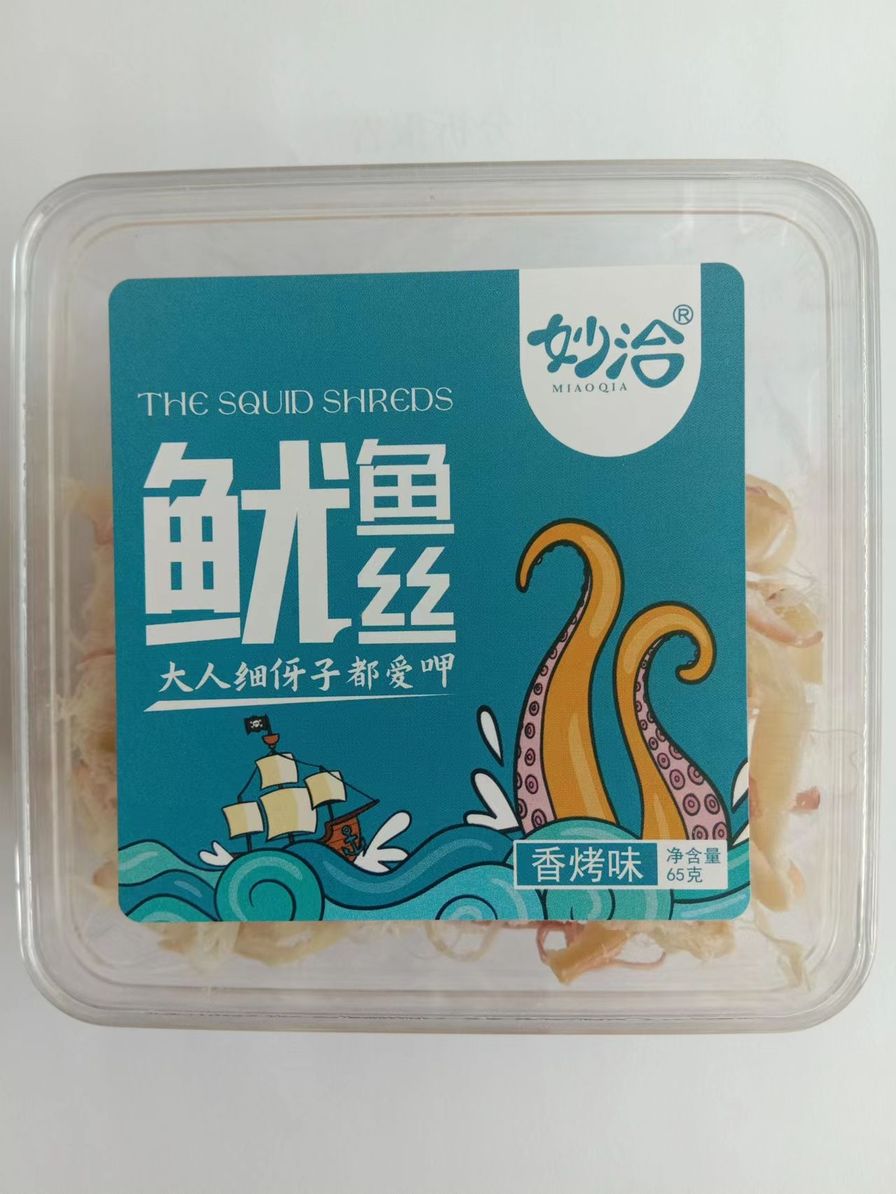 妙洽®
MIAOQIA
THE SQUID SHREDS
鱿鱼丝
大人细伢子都爱呷
香烤味
净含量
65克